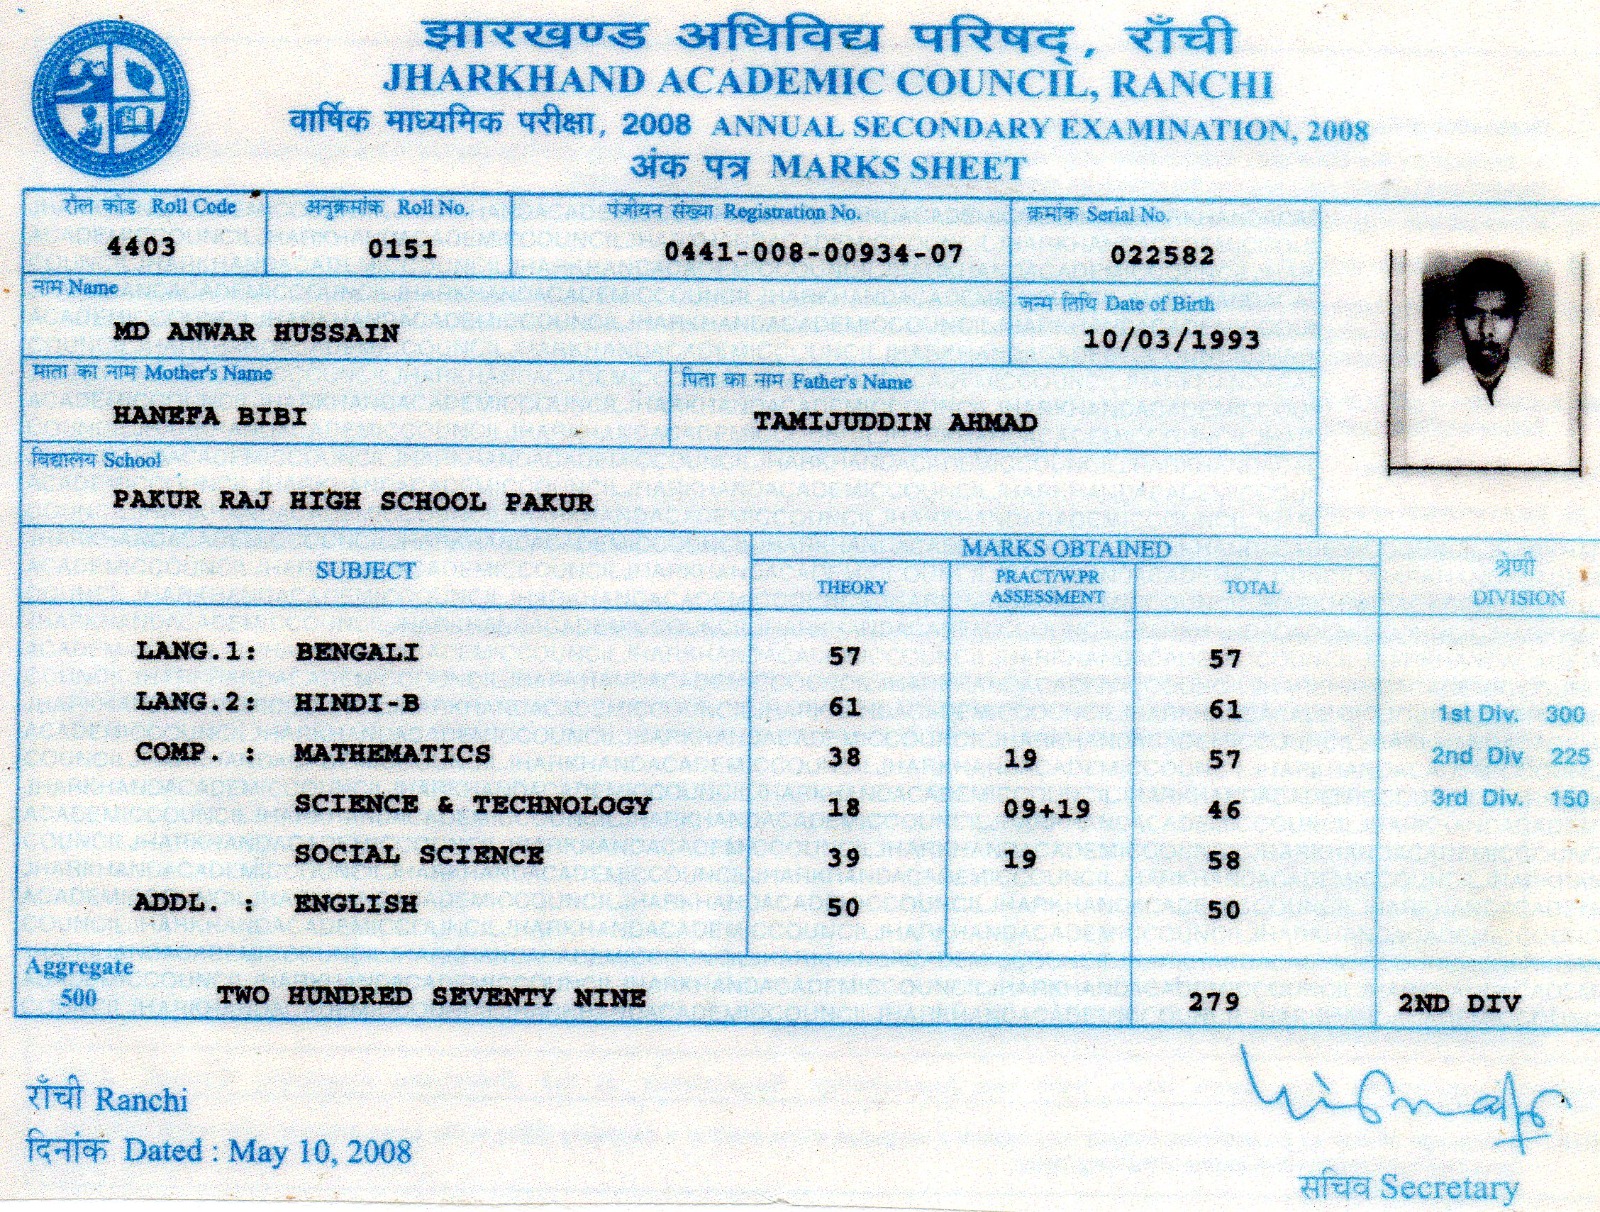 झारखण्ड अधिविद्य परिषद्, राँची
JHARKHAND ACADEMIC COUNCIL, RANCHI
वार्षिक माध्यमिक परीक्षा, 2008 ANNUAL SECONDARY EXAMINATION, 2008
अंक पत्र MARKS SHEET
रोल कोड Roll Code अनुक्रमांक Roll No. पंजीयन संख्या Registration No. क्रमांक Serial No.
4403 0151 0441-008-00934-07 022582
नाम Name जन्म तिथि Date of Birth
MD ANWAR HUSSAIN 10/03/1993
माता का नाम Mother's Name पिता का नाम Father's Name
HANEFA BIBI TAMIJUDDIN AHMAD
विद्यालय School
PAKUR RAJ HIGH SCHOOL PAKUR
SUBJECT MARKS OBTAINED श्रेणी
THEORY PRACT/W.PR ASSESSMENT TOTAL DIVISION
LANG.1: BENGALI 57 57
LANG.2: HINDI-B 61 61 1st Div. 300
COMP. : MATHEMATICS 38 19 57 2nd Div 225
SCIENCE & TECHNOLOGY 18 09+19 46 3rd Div. 150
SOCIAL SCIENCE 39 19 58
ADDL. : ENGLISH 50 50
Aggregate
500 TWO HUNDRED SEVENTY NINE 279 2ND DIV
राँची Ranchi
दिनांक Dated : May 10, 2008
सचिव Secretary